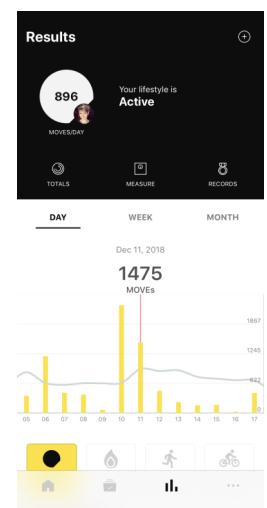 Results
896
MOVES/DAY
Your lifestyle is
Active
TOTALS
MEASURE
RECORDS
DAY
WEEK
MONTH
Dec 11, 2018
1475
MOVEs
1867
1245
622
0
05 06 07 08 09 10 11 12 13 14 15 16 17